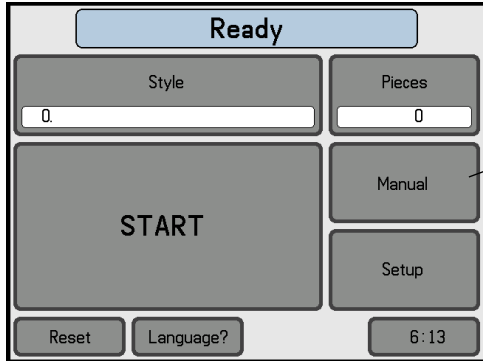 Ready
Style
Pieces
0.
0
START
Manual
Setup
Reset
Language?
6:13